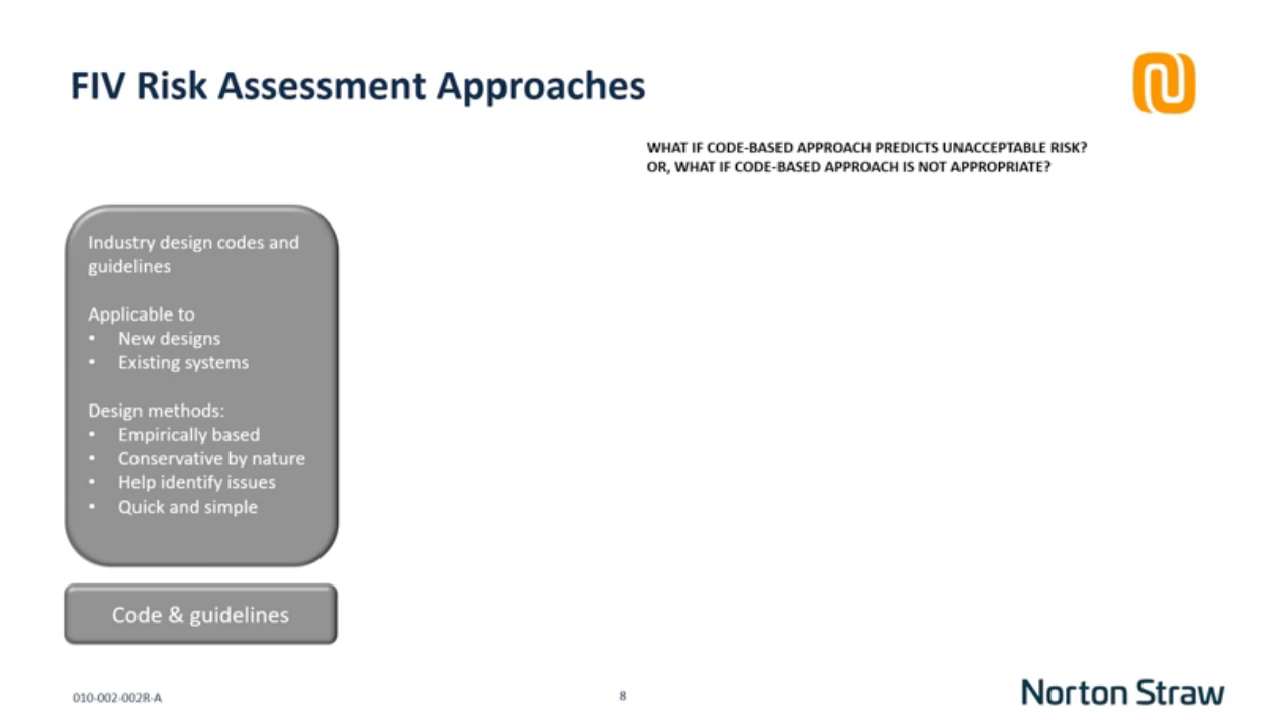 FIV Risk Assessment Approaches
WHAT IF CODE-BASED APPROACH PREDICTS UNACCEPTABLE RISK?
OR, WHAT IF CODE-BASED APPROACH IS NOT APPROPRIATE?
Industry design codes and
guidelines
Applicable to
• New designs
• Existing systems
Design methods:
• Empirically based
• Conservative by nature
• Help identify issues
• Quick and simple
Code & guidelines
010-002-002R-A
8
Norton Straw